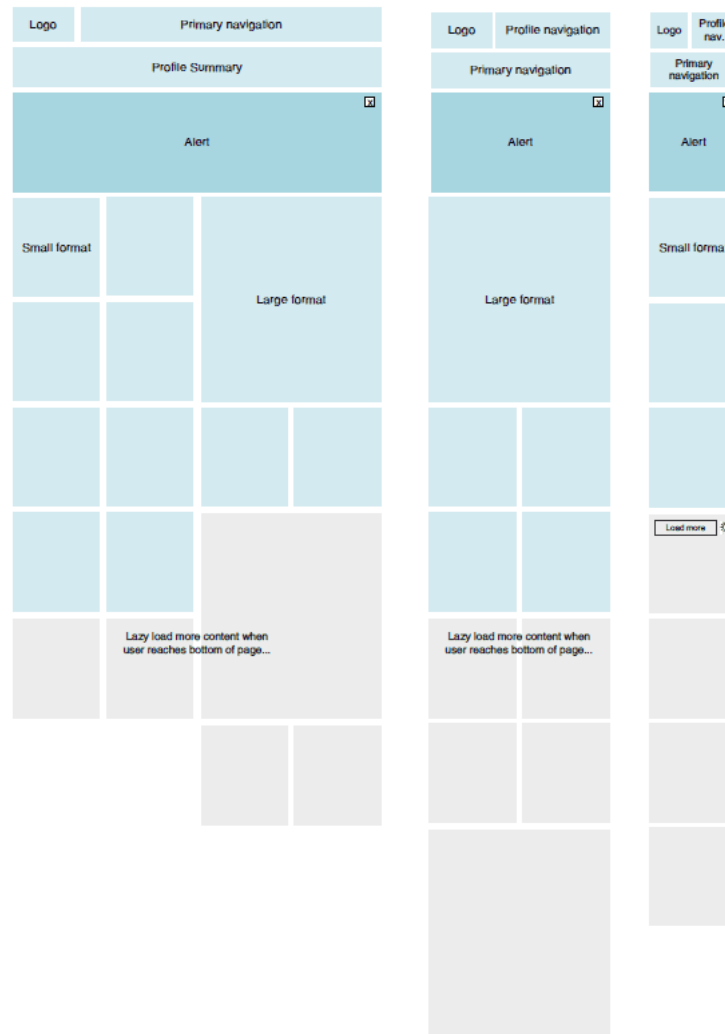 Logo
Primary navigation
Profile Summary
x
Alert
Small format
Large format
Lazy load more content when
user reaches bottom of page...
Logo
Profile navigation
Primary navigation
x
Alert
Large format
Lazy load more content when
user reaches bottom of page...
Logo
nav.
Primary
navigation
Alert
Small
Load more